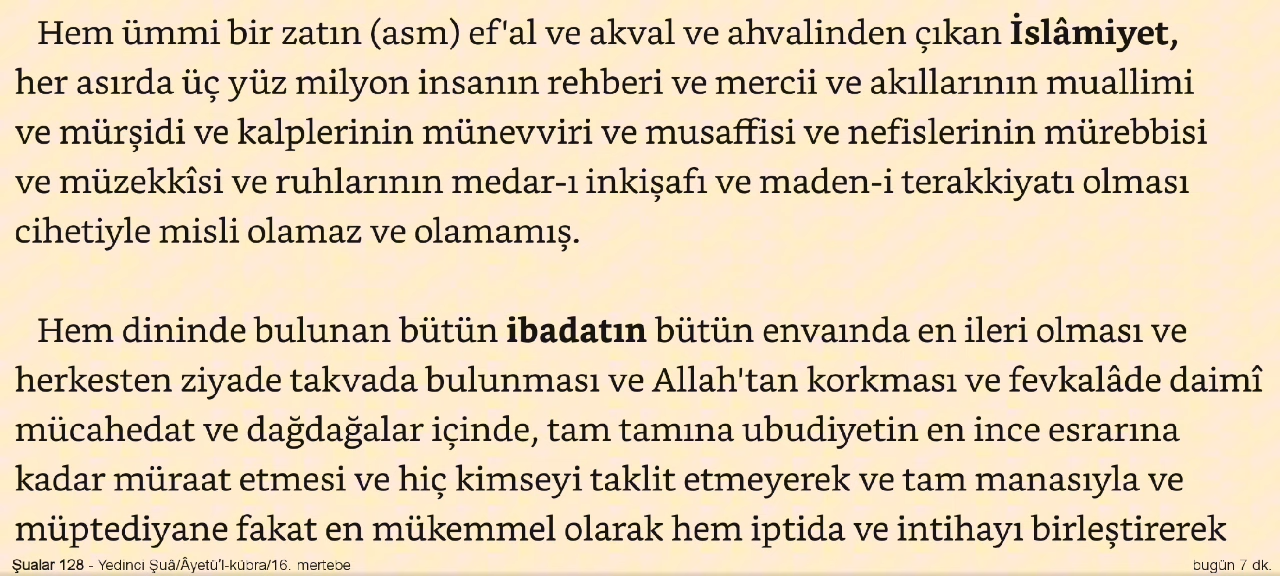 Hem ümmi bir zatın (asm) ef'al ve akval ve ahvalinden çıkan İslâmiyet,
her asırda üç yüz milyon insanın rehberi ve mercii ve akıllarının muallimi
ve mürşidi ve kalplerinin münevviri ve musaffisi ve nefislerinin mürebbisi
ve müzekkîsi ve ruhlarının medar-ı inkişafı ve maden-i terakkiyatı olması
cihetiyle misli olamaz ve olamamış.
Hem dininde bulunan bütün ibadatın bütün envaında en ileri olması ve
herkesten ziyade takvada bulunması ve Allah'tan korkması ve fevkalâde daimî
mücahedat ve dağdağalar içinde, tam tamına ubudiyetin en ince esrarına
kadar müraat etmesi ve hiç kimseyi taklit etmeyerek ve tam manasıyla ve
müptediyane fakat en mükemmel olarak hem iptida ve intihayı birleştirerek
Şualar 128 - Yedinci Şuâ/Âyetü'l-kübra/16. mertebe
bugün 7 dk.